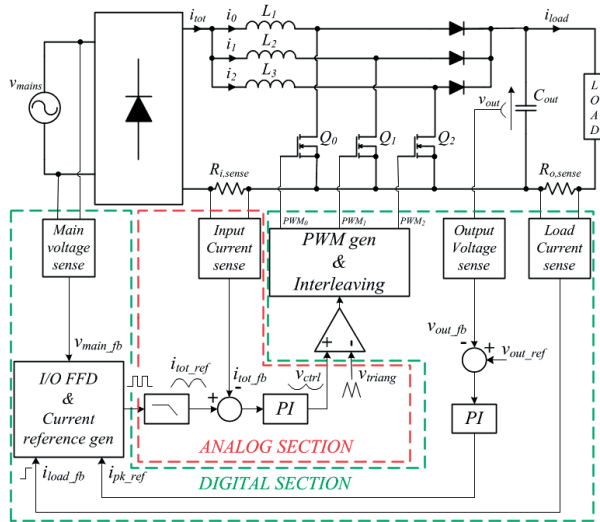 i_tot
i_0
L_1
i_load
i_1
L_2
i_2
L_3
v_mains
v_out
C_out
L
O
A
D
Q_0
Q_1
Q_2
R_i,sense
R_o,sense
Main
voltage
sense
Input
Current
sense
PWM_0
PWM_1
PWM_2
PWM gen
&
Interleaving
Output
Voltage
sense
Load
Current
sense
v_main_fb
+
-
v_out_fb
-
+
v_out_ref
i_tot_ref
i_tot_fb
v_ctrl
v_triang
I/O FFD
&
Current
reference gen
+
-
PI
PI
ANALOG SECTION
i_load_fb
i_pk_ref
DIGITAL SECTION